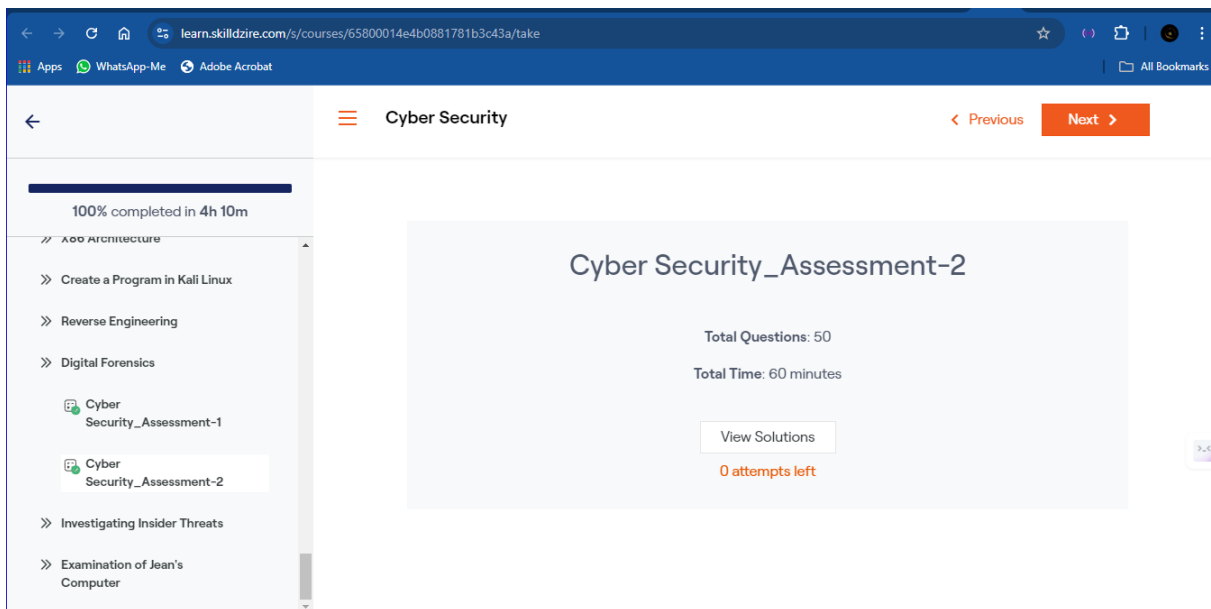 learn.skilldzire.com/s/courses/65800014e4b0881781b3c43a/take
Apps WhatsApp-Me Adobe Acrobat All Bookmarks
Cyber Security
Previous
Next
100% completed in 4h 10m
X86 Architecture
Create a Program in Kali Linux
Reverse Engineering
Digital Forensics
Cyber
Security_Assessment-1
Cyber
Security_Assessment-2
Investigating Insider Threats
Examination of Jean's
Computer
Cyber Security_Assessment-2
Total Questions: 50
Total Time: 60 minutes
View Solutions
0 attempts left